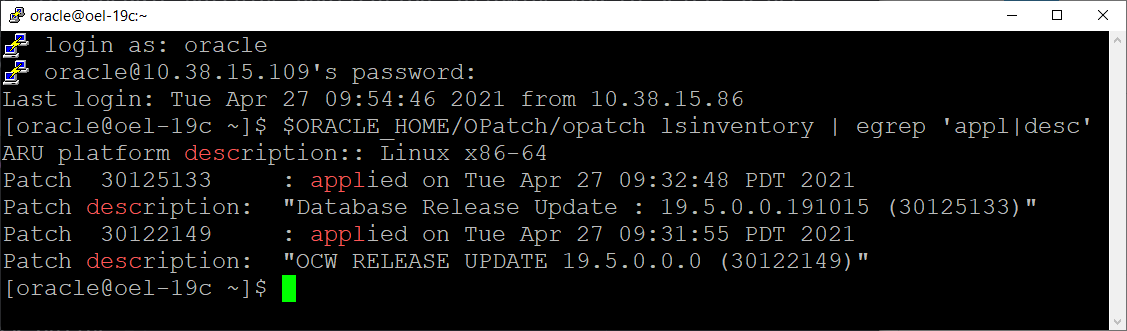 oracle@oel-19c:~
login as: oracle
oracle@10.38.15.109's password:
Last login: Tue Apr 27 09:54:46 2021 from 10.38.15.86
[oracle@oel-19c ~]$ $ORACLE_HOME/OPatch/opatch lsinventory | egrep 'appl|desc'
ARU platform description:: Linux x86-64
Patch  30125133     : applied on Tue Apr 27 09:32:48 PDT 2021
Patch description:  "Database Release Update : 19.5.0.0.191015 (30125133)"
Patch  30122149     : applied on Tue Apr 27 09:31:55 PDT 2021
Patch description:  "OCW RELEASE UPDATE 19.5.0.0.0 (30122149)"
[oracle@oel-19c ~]$